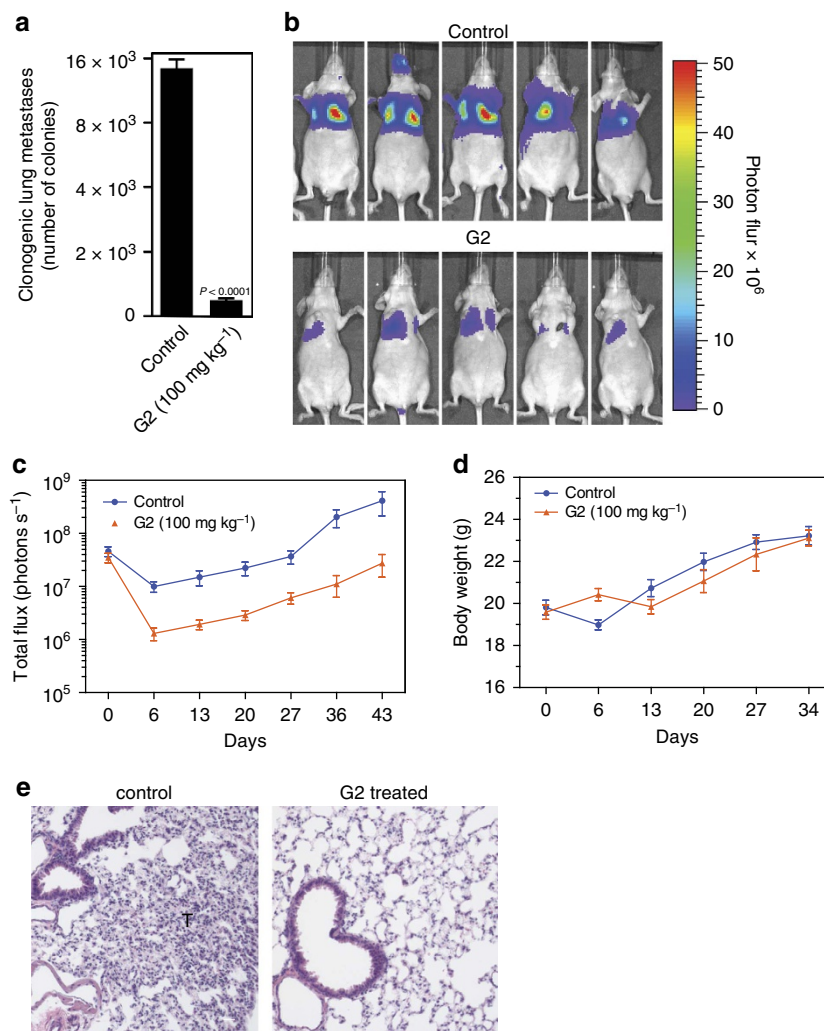 a
Clonogenic lung metastases
(number of colonies)
16 × 10³
8 × 10³
4 × 10³
2 × 10³
0
P < 0.0001
Control
G2 (100 mg kg⁻¹)
b
Control
G2
50
40
30
20
10
0
Photon flur × 10⁶
c
Total flux (photons s⁻¹)
10⁹
10⁸
10⁷
10⁶
10⁵
Control
G2 (100 mg kg⁻¹)
0 6 13 20 27 36 43
Days
d
Body weight (g)
26
24
22
20
18
16
Control
G2 (100 mg kg⁻¹)
0 6 13 20 27 34
Days
e
control
G2 treated
T